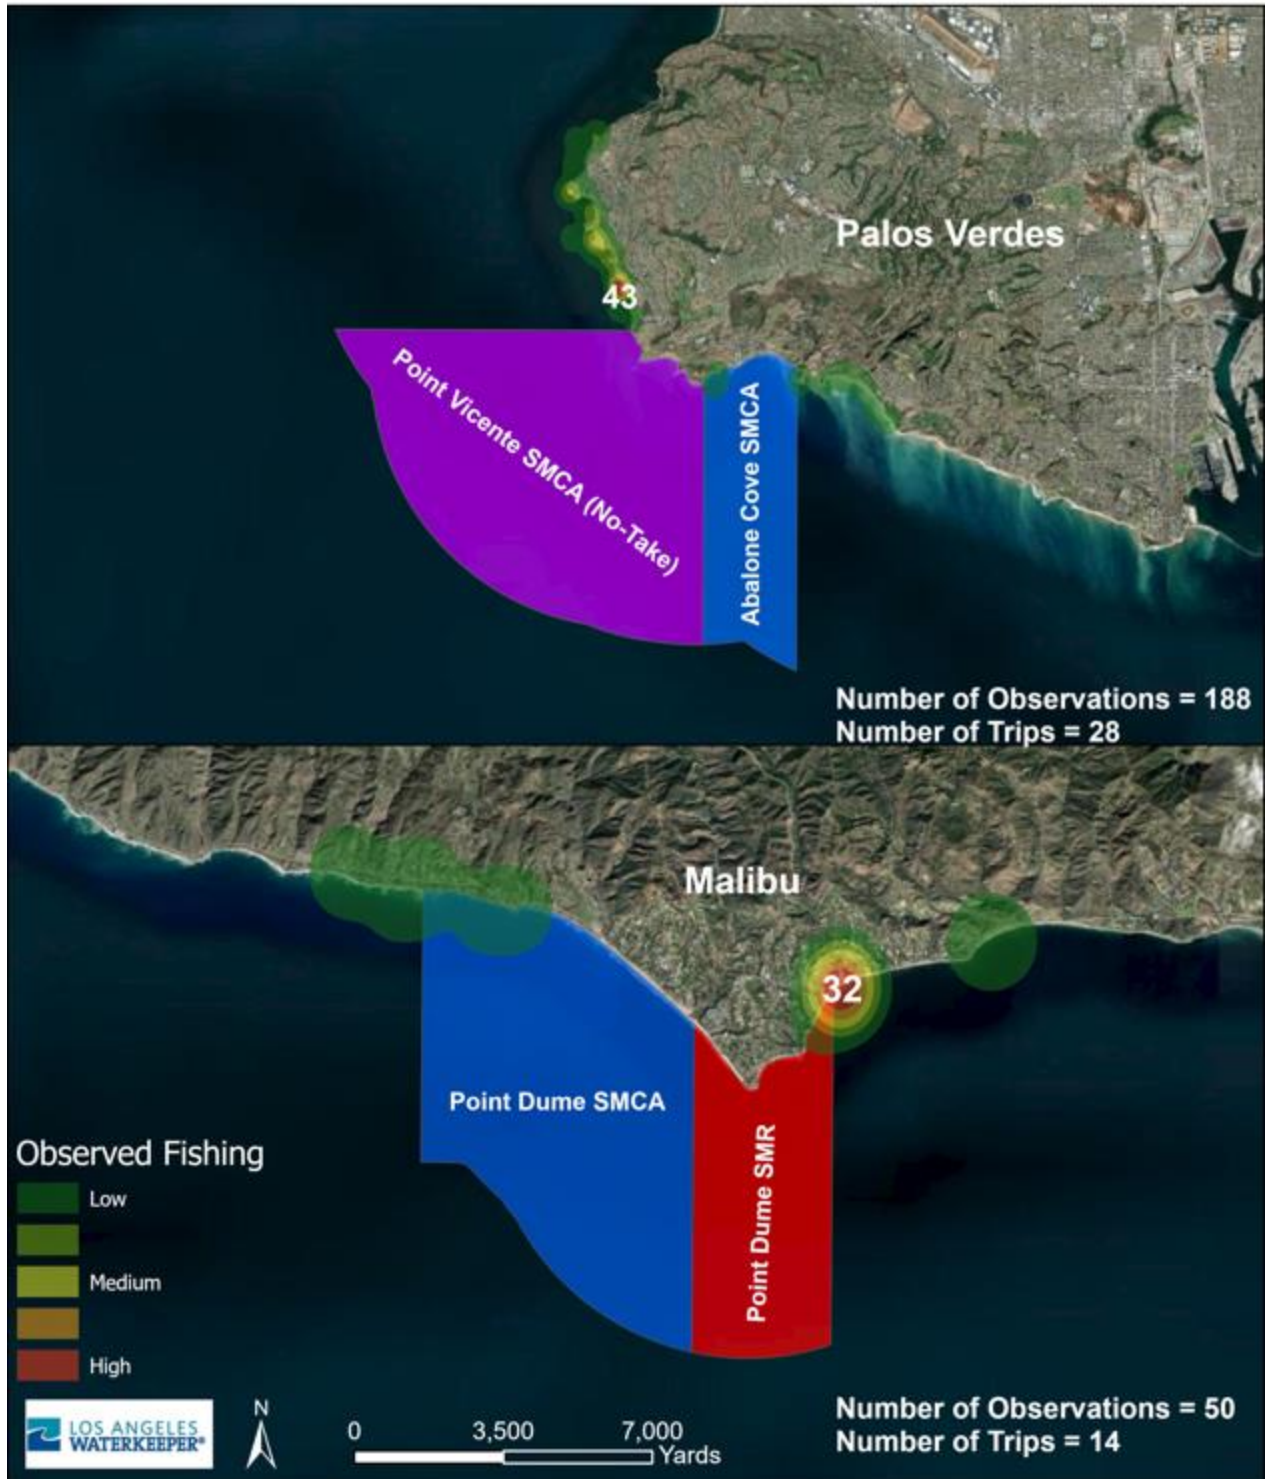 Palos Verdes
43
Point Vicente SMCA (No-Take)
Abalone Cove SMCA
Number of Observations = 188
Number of Trips = 28
Malibu
32
Point Dume SMCA
Point Dume SMR
Observed Fishing
Low
Medium
High
LOS ANGELES
WATERKEEPER®
N
0 3,500 7,000
Yards
Number of Observations = 50
Number of Trips = 14